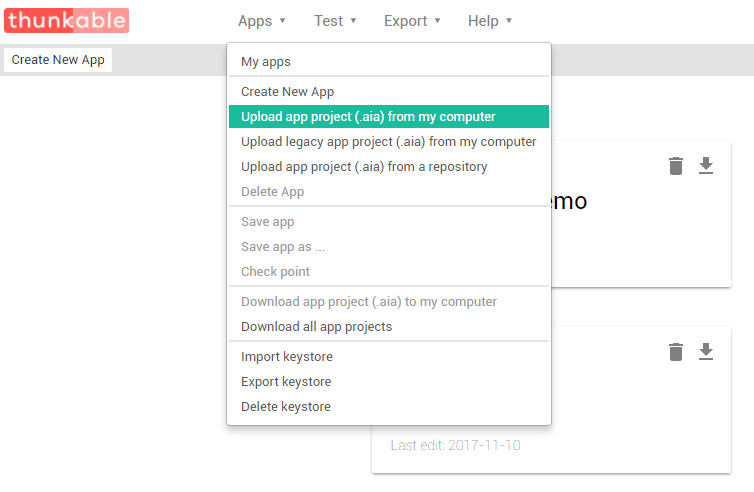 thunkable
Apps ▾ Test ▾ Export ▾ Help ▾
Create New App
My apps
Create New App
Upload app project (.aia) from my computer
Upload legacy app project (.aia) from my computer
Upload app project (.aia) from a repository
Delete App
emo
Save app
Save app as ...
Check point
Download app project (.aia) to my computer
Download all app projects
Import keystore
Export keystore
Delete keystore
Last edit: 2017-11-10